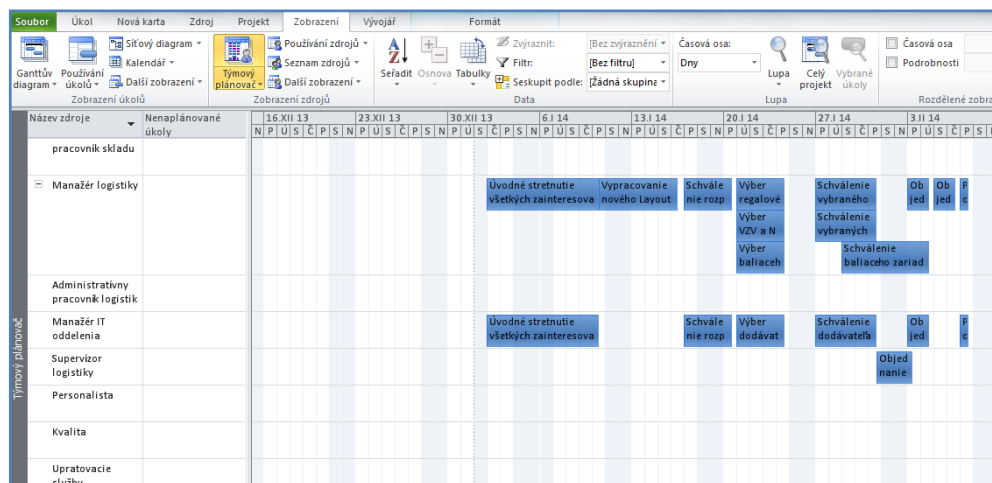 Soubor Úkol Nová karta Zdroj Projekt Zobrazení Vývojář Formát
Síťový diagram
Kalendář
Další zobrazení
Ganttův diagram
Používání úkolů
Zobrazení úkolů
Týmový plánovač
Používání zdrojů
Seznam zdrojů
Další zobrazení
Zobrazení zdrojů
Seřadit Osnova Tabulky
Zvýraznit: [Bez zvýraznění]
Filtr: [Bez filtru]
Seskupit podle: [Žádná skupina
Data
Časová osa:
Dny
Lupa
Celý projekt
Vybrané úkoly
Lupa
Časová osa
Podrobnosti
Rozdělené zobra
Název zdroje
Nenaplánované úkoly
16.XII 13 23.XII 13 30.XII 13 6.I 14 13.I 14 20.I 14 27.I 14 3.II 14
N P Ú S Č P S N P Ú S Č P S N P Ú S Č P S N P Ú S Č P S N P Ú S Č P S N P Ú S Č P S N P Ú S Č P S N P Ú S Č P S
Týmový plánovač
pracovník skladu
Manažér logistiky
Úvodné stretnutie
všetkých zainteresova
Vypracovanie
nového Layout
Schvále
nie rozp
Výber
regalové
Schválenie
vybraného
Ob
jed
Ob
jed
P
Výber
VZV a N
Schválenie
vybraných
Výber
baliaceh
Schválenie
baliaceho zariad
Administratívny
pracovník logistik
Manažér IT
oddelenia
Úvodné stretnutie
všetkých zainteresova
Schvále
nie rozp
Výber
dodávat
Schválenie
dodávateľa
Ob
jed
P
Supervízor
logistiky
Objed
nanie
Personalista
Kvalita
Upratovacie